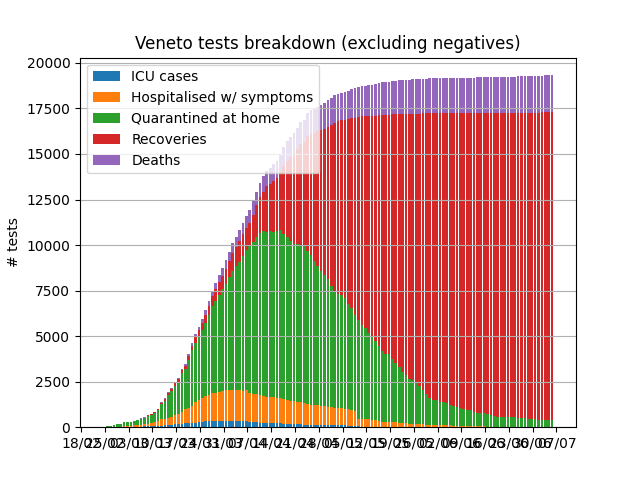 Veneto tests breakdown (excluding negatives)
ICU cases
Hospitalised w/ symptoms
Quarantined at home
Recoveries
Deaths
# tests
20000
17500
15000
12500
10000
7500
5000
2500
0